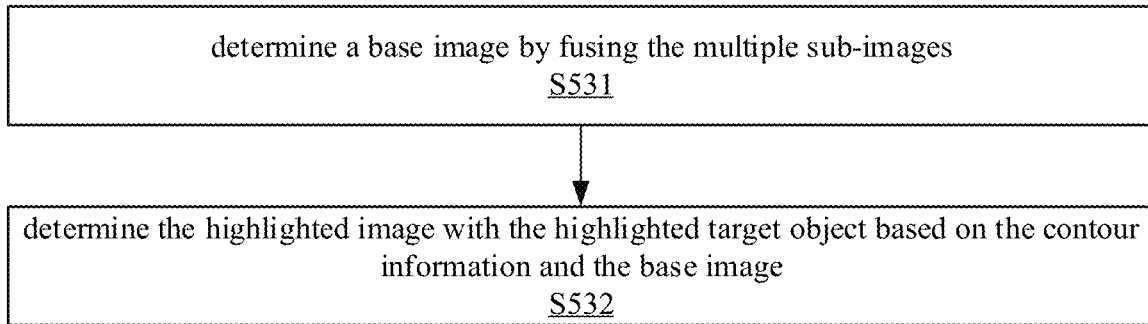 determine a base image by fusing the multiple sub-images
S531
determine the highlighted image with the highlighted target object based on the contour
information and the base image
S532